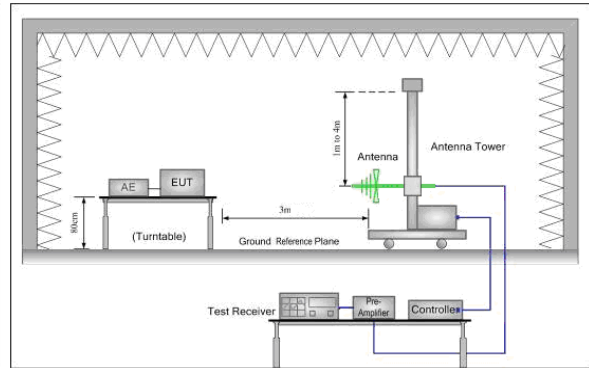 1m to 4m
Antenna
Antenna Tower
AE
EUT
80cm
3m
(Turntable)
Ground Reference Plane
Test Receiver
Pre-
Amplifier
Controller